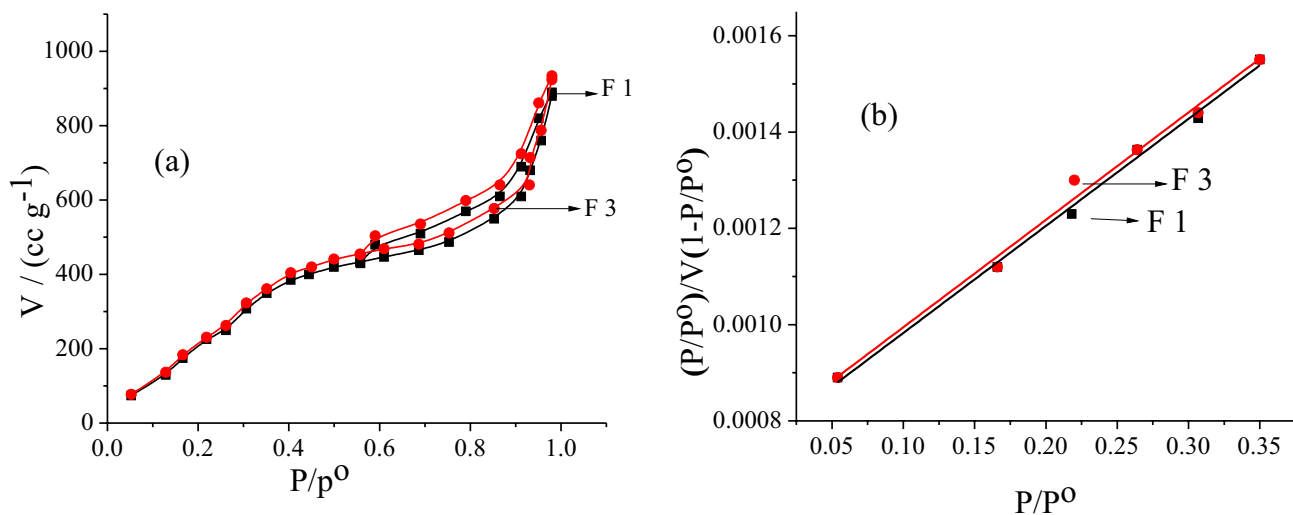 (a)
V / (cc g-1)
1000
800
600
400
200
0
F 1
F 3
0.0 0.2 0.4 0.6 0.8 1.0
P/po
(b)
(P/Po)/V(1-P/Po)
0.0016
0.0014
0.0012
0.0010
0.0008
F 3
F 1
0.05 0.10 0.15 0.20 0.25 0.30 0.35
P/Po